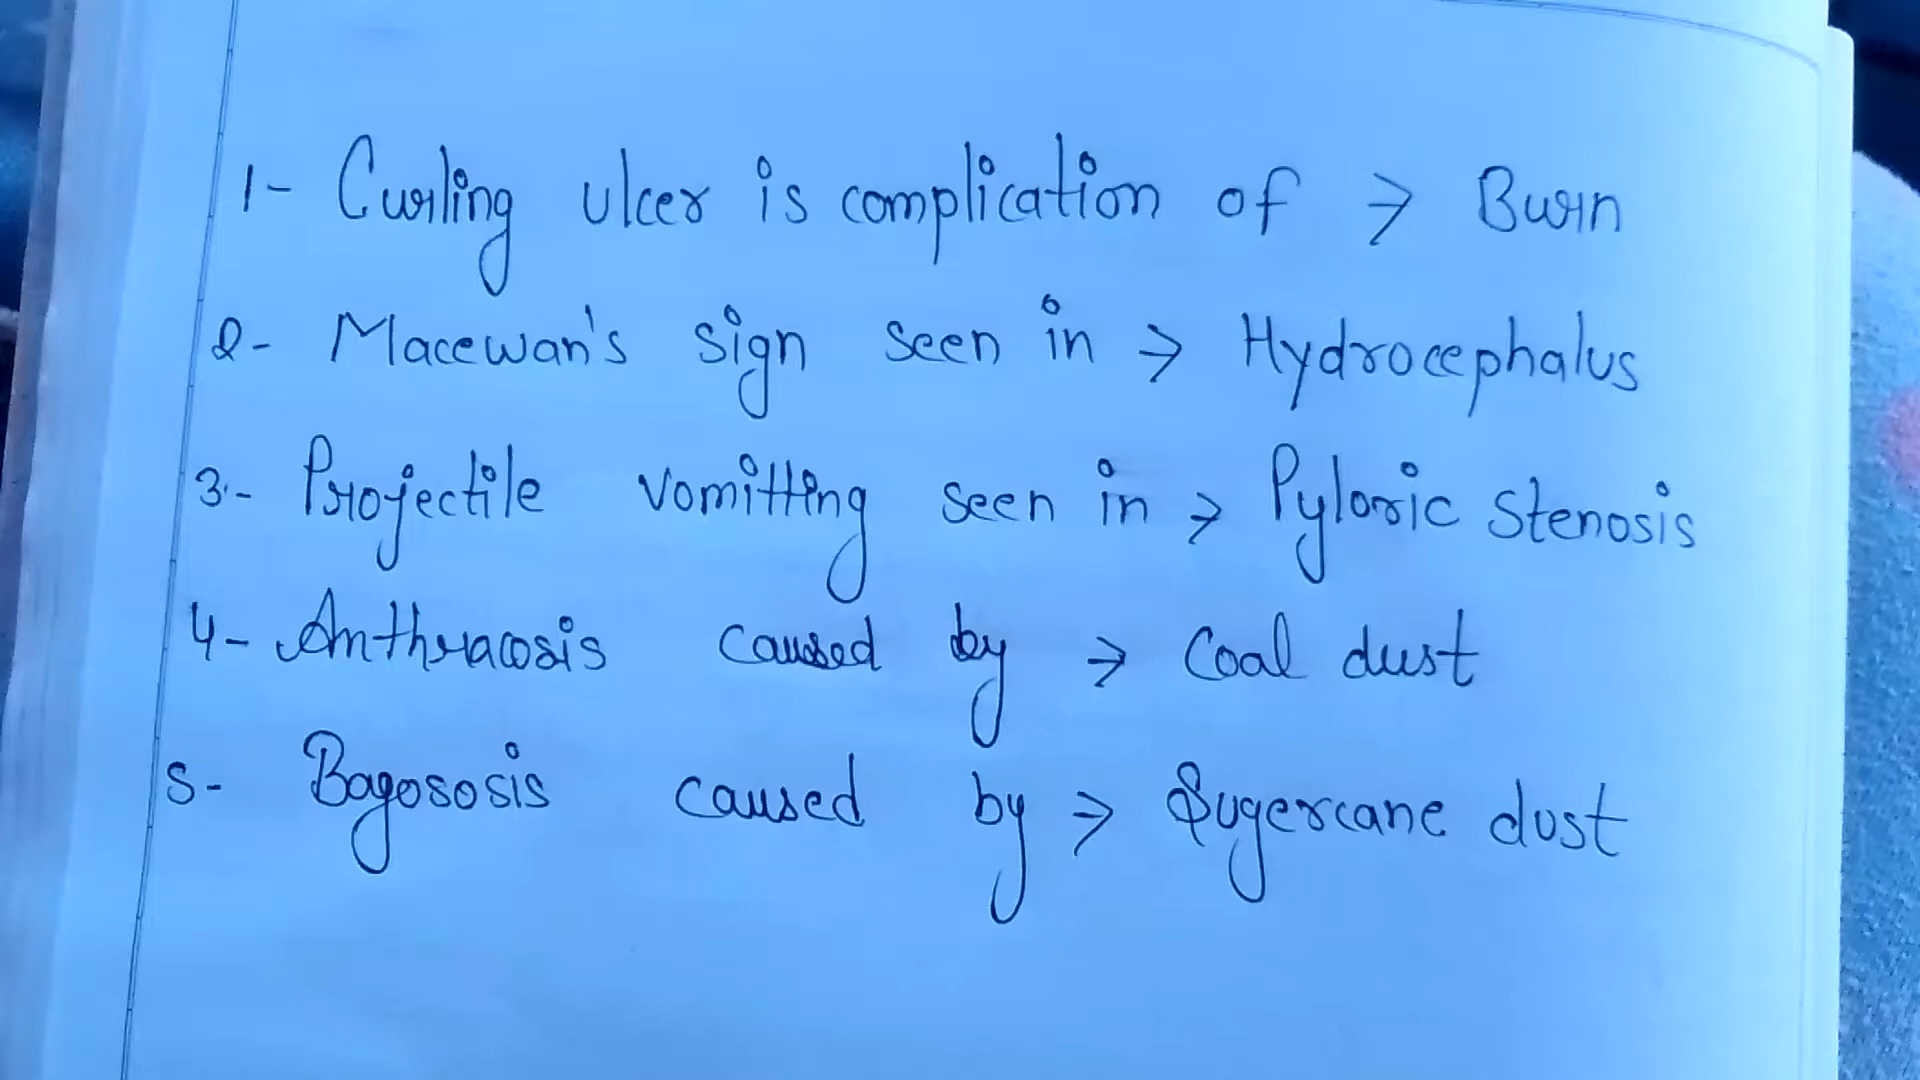 1- Curling ulcer is complication of → Burn
2- Macewan's sign seen in → Hydrocephalus
3- Projectile vomitting seen in → Pyloric stenosis
4- Anthracosis caused by → Coal dust
5- Bagososis caused by → Sugercane dust